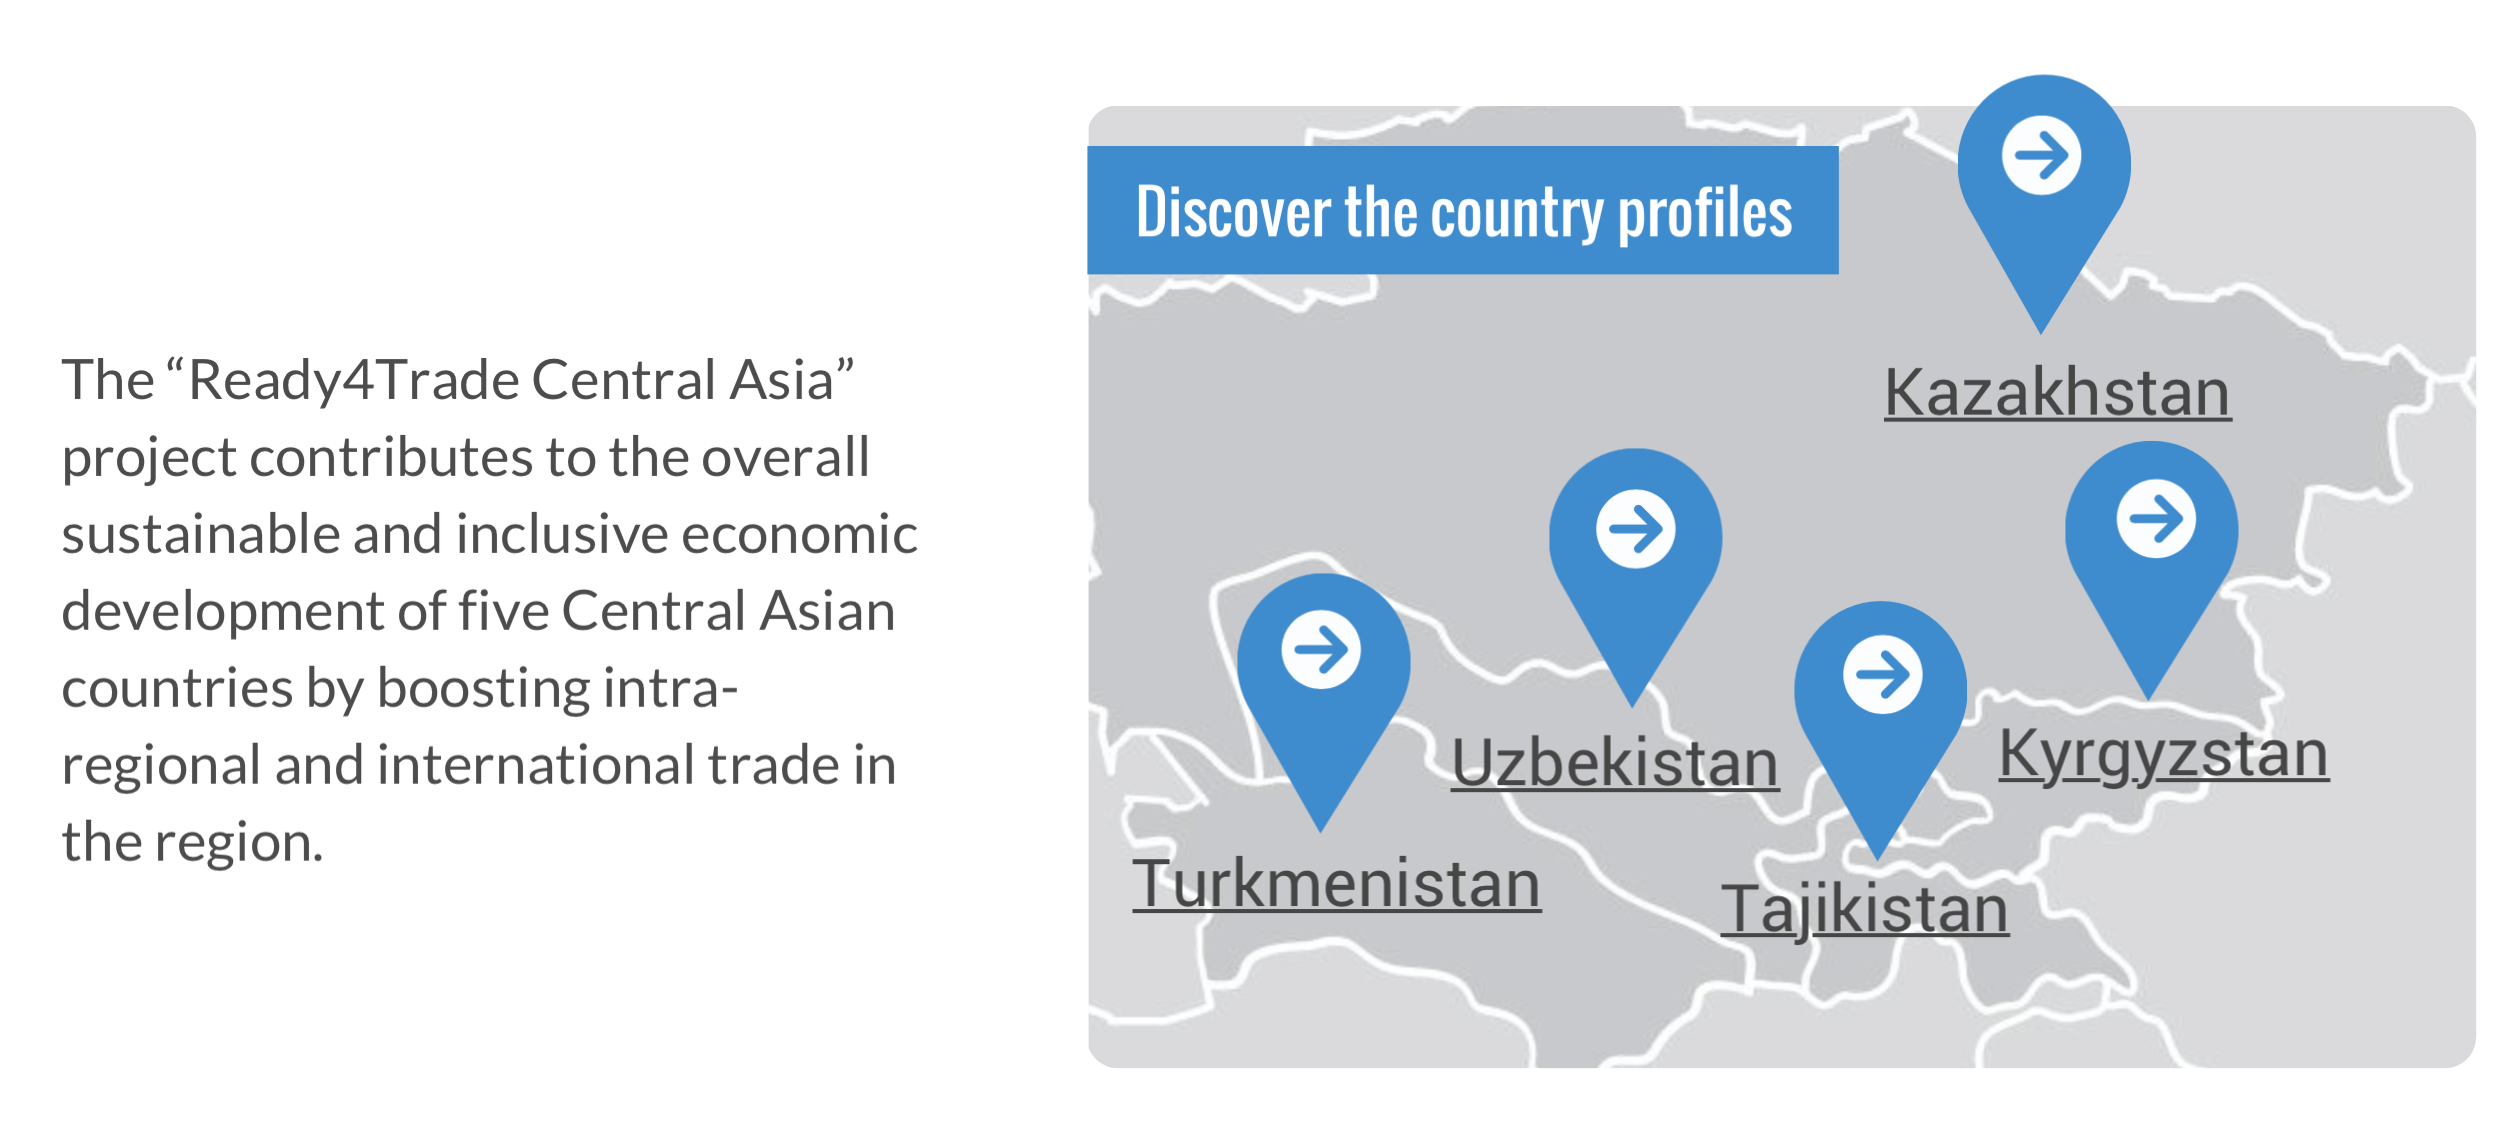 The “Ready4Trade Central Asia”
project contributes to the overall
sustainable and inclusive economic
development of five Central Asian
countries by boosting intra-
regional and international trade in
the region.
Discover the country profiles
Kazakhstan
Uzbekistan
Kyrgyzstan
Turkmenistan
Tajikistan